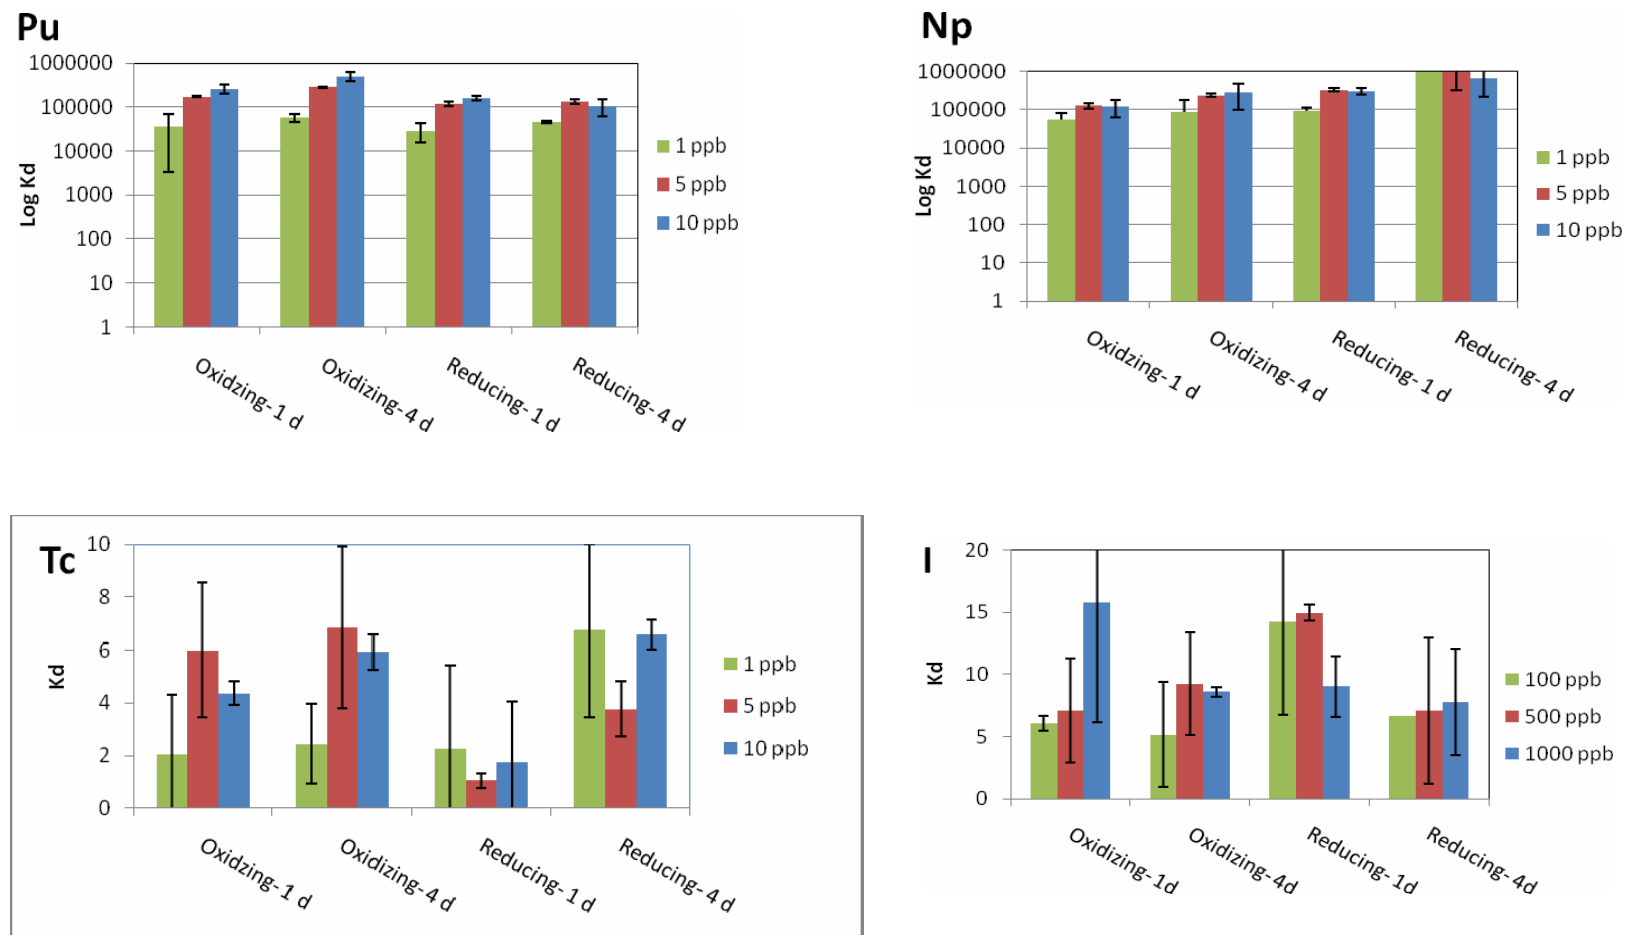 Pu
1000000
100000
10000
1000
100
10
1
Log Kd
Oxidzing- 1 d
Oxidizing- 4 d
Reducing- 1 d
Reducing- 4 d
1 ppb
5 ppb
10 ppb
Np
1000000
100000
10000
1000
100
10
1
Log Kd
Oxidzing- 1 d
Oxidizing- 4 d
Reducing- 1 d
Reducing- 4 d
1 ppb
5 ppb
10 ppb
Tc
10
8
6
4
2
0
Kd
Oxidzing- 1 d
Oxidizing- 4 d
Reducing- 1 d
Reducing- 4 d
1 ppb
5 ppb
10 ppb
I
20
15
10
5
0
Kd
Oxidizing- 1d
Oxidizing- 4d
Reducing- 1d
Reducing- 4d
100 ppb
500 ppb
1000 ppb